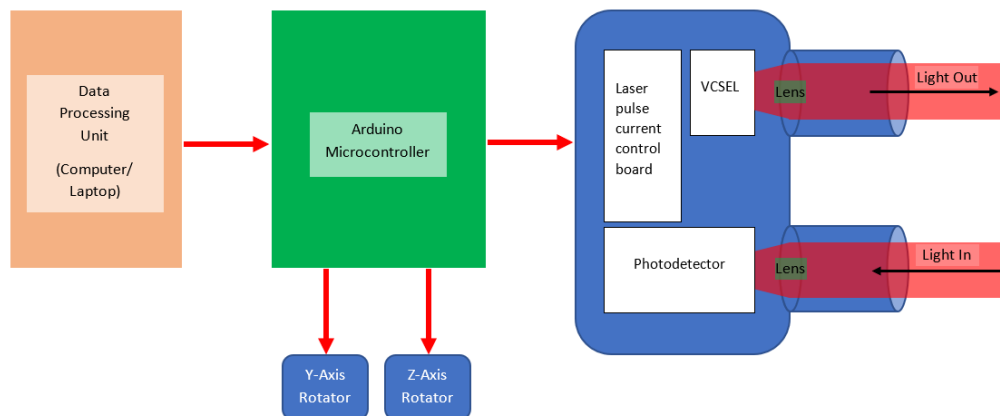 Data
Processing
Unit
(Computer/
Laptop)
Arduino
Microcontroller
Laser
pulse
current
control
board
VCSEL
Lens
Light Out
Photodetector
Lens
Light In
Y-Axis
Rotator
Z-Axis
Rotator